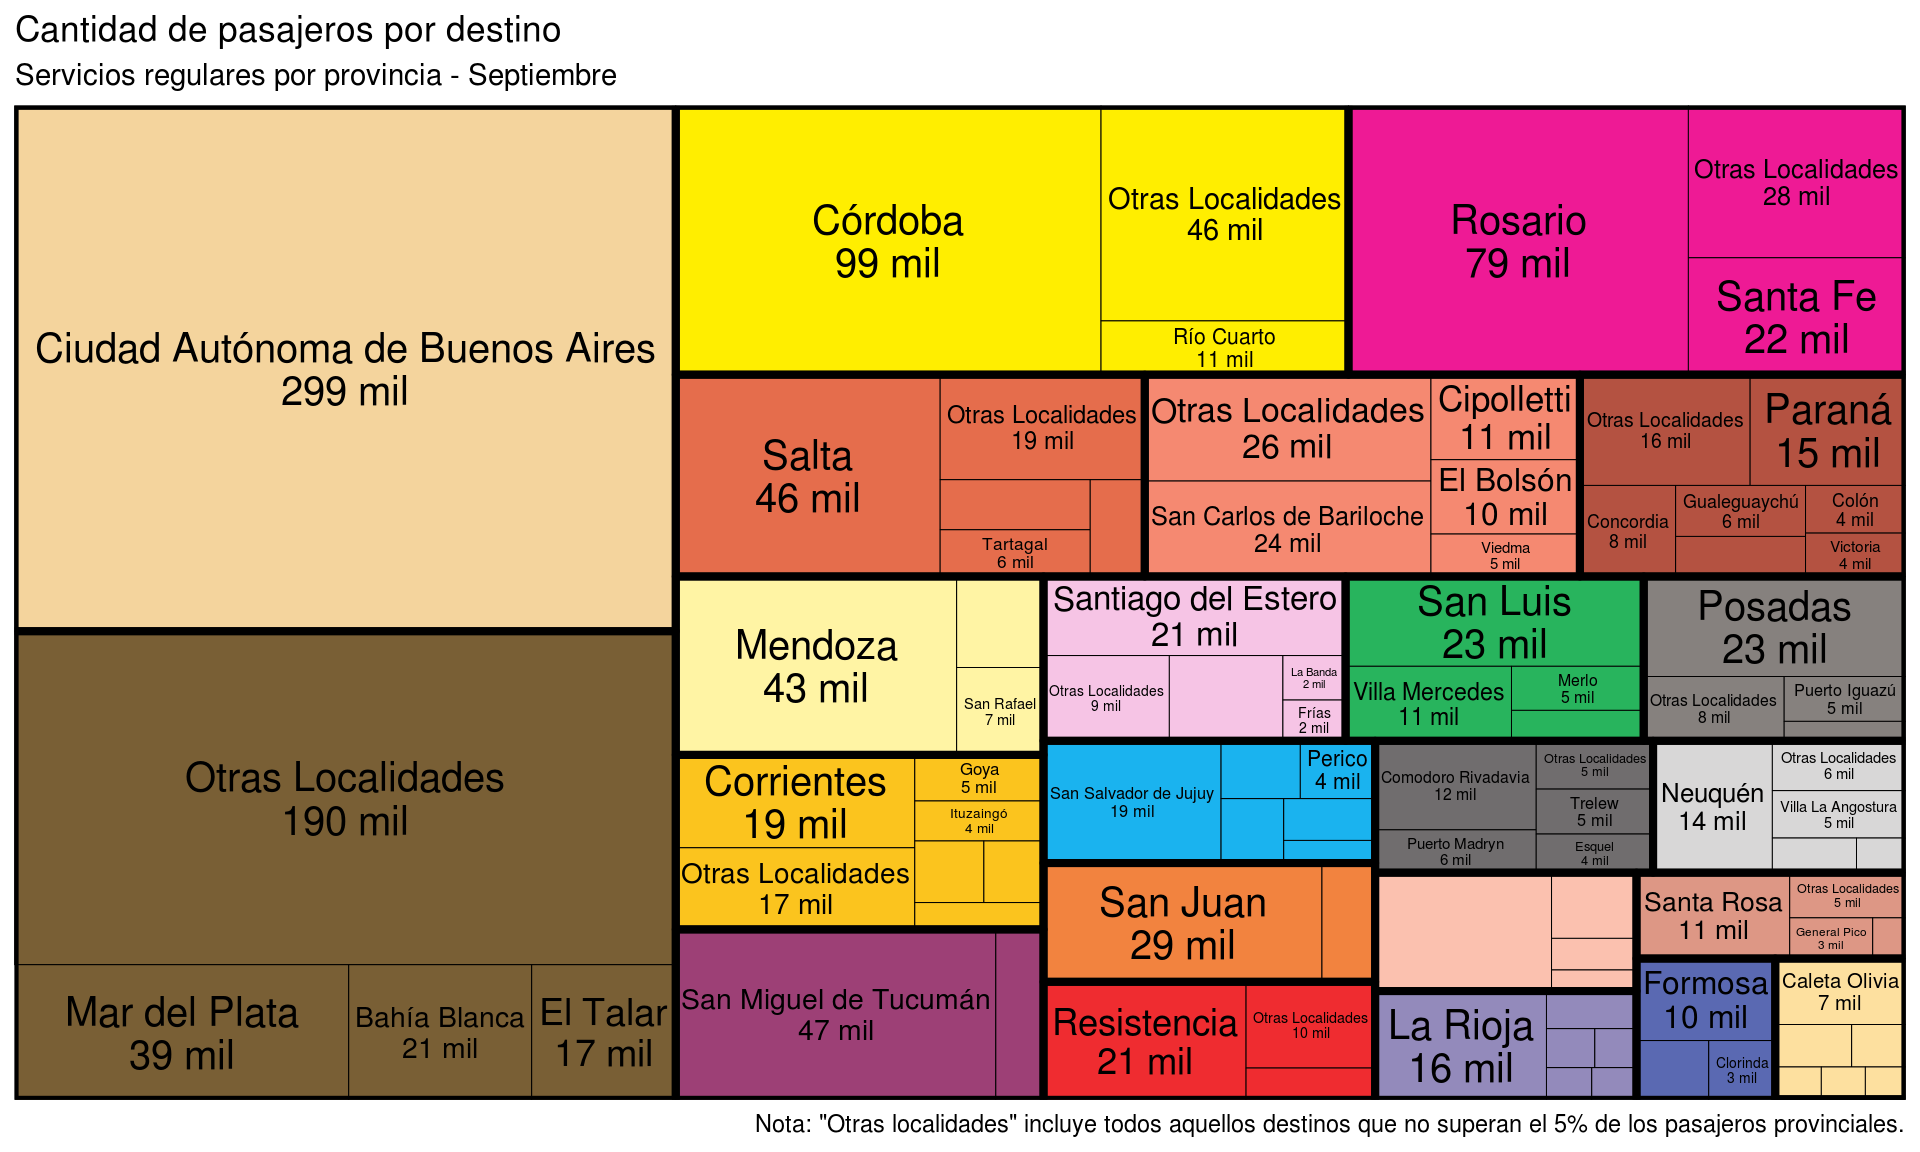 Cantidad de pasajeros por destino
Servicios regulares por provincia - Septiembre
Ciudad Autónoma de Buenos Aires
299 mil
Otras Localidades
190 mil
Mar del Plata
39 mil
Bahía Blanca
21 mil
El Talar
17 mil
Córdoba
99 mil
Otras Localidades
46 mil
Río Cuarto
11 mil
Rosario
79 mil
Otras Localidades
28 mil
Santa Fe
22 mil
Salta
46 mil
Otras Localidades
19 mil
Tartagal
6 mil
Otras Localidades
26 mil
San Carlos de Bariloche
24 mil
Cipolletti
11 mil
El Bolsón
10 mil
Viedma
5 mil
Otras Localidades
16 mil
Paraná
15 mil
Concordia
8 mil
Gualeguaychú
6 mil
Colón
4 mil
Victoria
4 mil
Mendoza
43 mil
San Rafael
7 mil
Santiago del Estero
21 mil
Otras Localidades
9 mil
La Banda
2 mil
Frías
2 mil
San Luis
23 mil
Villa Mercedes
11 mil
Merlo
5 mil
Posadas
23 mil
Otras Localidades
8 mil
Puerto Iguazú
5 mil
Corrientes
19 mil
Otras Localidades
17 mil
Goya
5 mil
Ituzaingó
4 mil
San Salvador de Jujuy
19 mil
Perico
4 mil
Comodoro Rivadavia
12 mil
Puerto Madryn
6 mil
Otras Localidades
5 mil
Trelew
5 mil
Esquel
4 mil
Neuquén
14 mil
Otras Localidades
6 mil
Villa La Angostura
5 mil
San Miguel de Tucumán
47 mil
San Juan
29 mil
Resistencia
21 mil
Otras Localidades
10 mil
La Rioja
16 mil
Santa Rosa
11 mil
Otras Localidades
5 mil
General Pico
3 mil
Formosa
10 mil
Clorinda
3 mil
Caleta Olivia
7 mil
Nota: "Otras localidades" incluye todos aquellos destinos que no superan el 5% de los pasajeros provinciales.